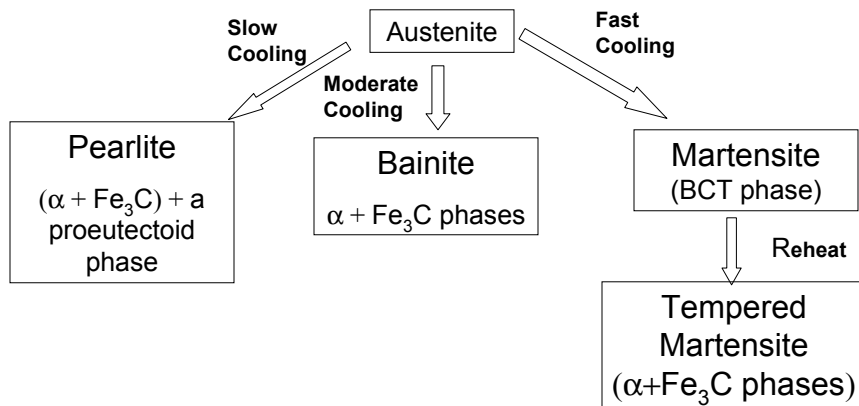 Austenite
Slow
Cooling
Moderate
Cooling
Fast
Cooling
Pearlite
(α + Fe₃C) + a
proeutectoid
phase
Bainite
α + Fe₃C phases
Martensite
(BCT phase)
Reheat
Tempered
Martensite
(α+Fe₃C phases)